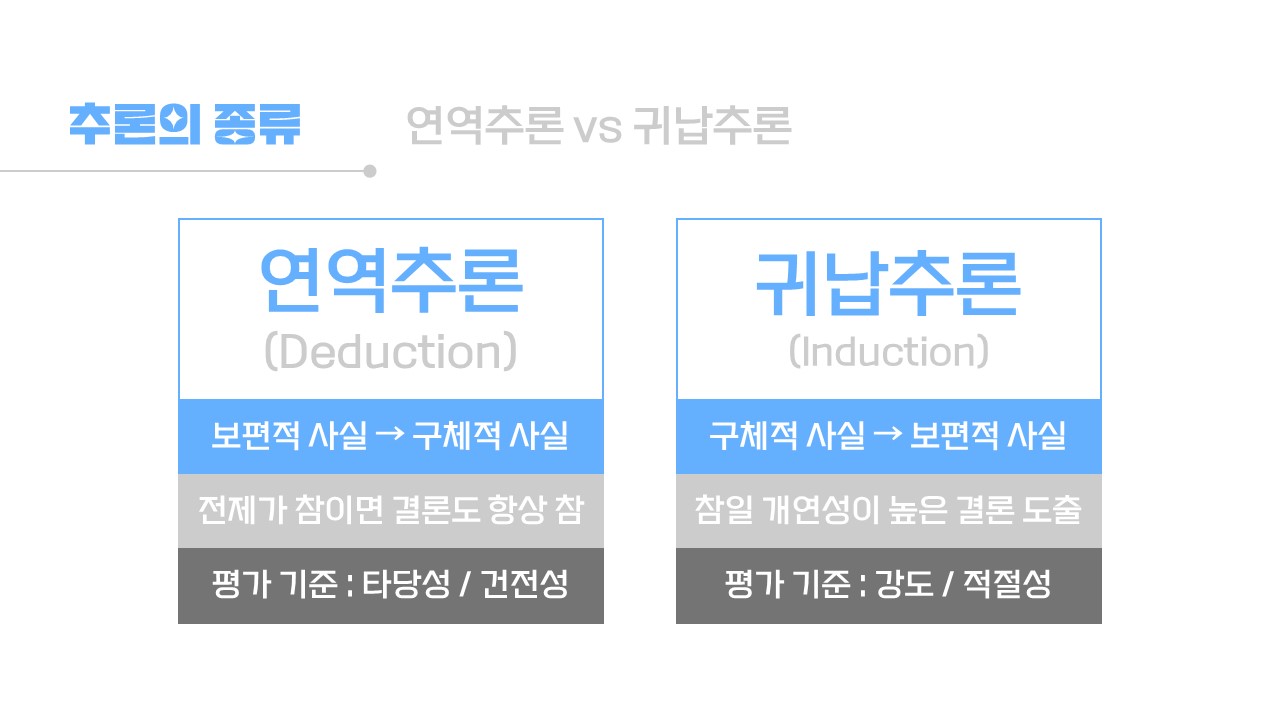 추론의 종류
연역추론 vs 귀납추론
연역추론
(Deduction)
보편적 사실 → 구체적 사실
전제가 참이면 결론도 항상 참
평가 기준 : 타당성 / 건전성
귀납추론
(Induction)
구체적 사실 → 보편적 사실
참일 개연성이 높은 결론 도출
평가 기준 : 강도 / 적절성